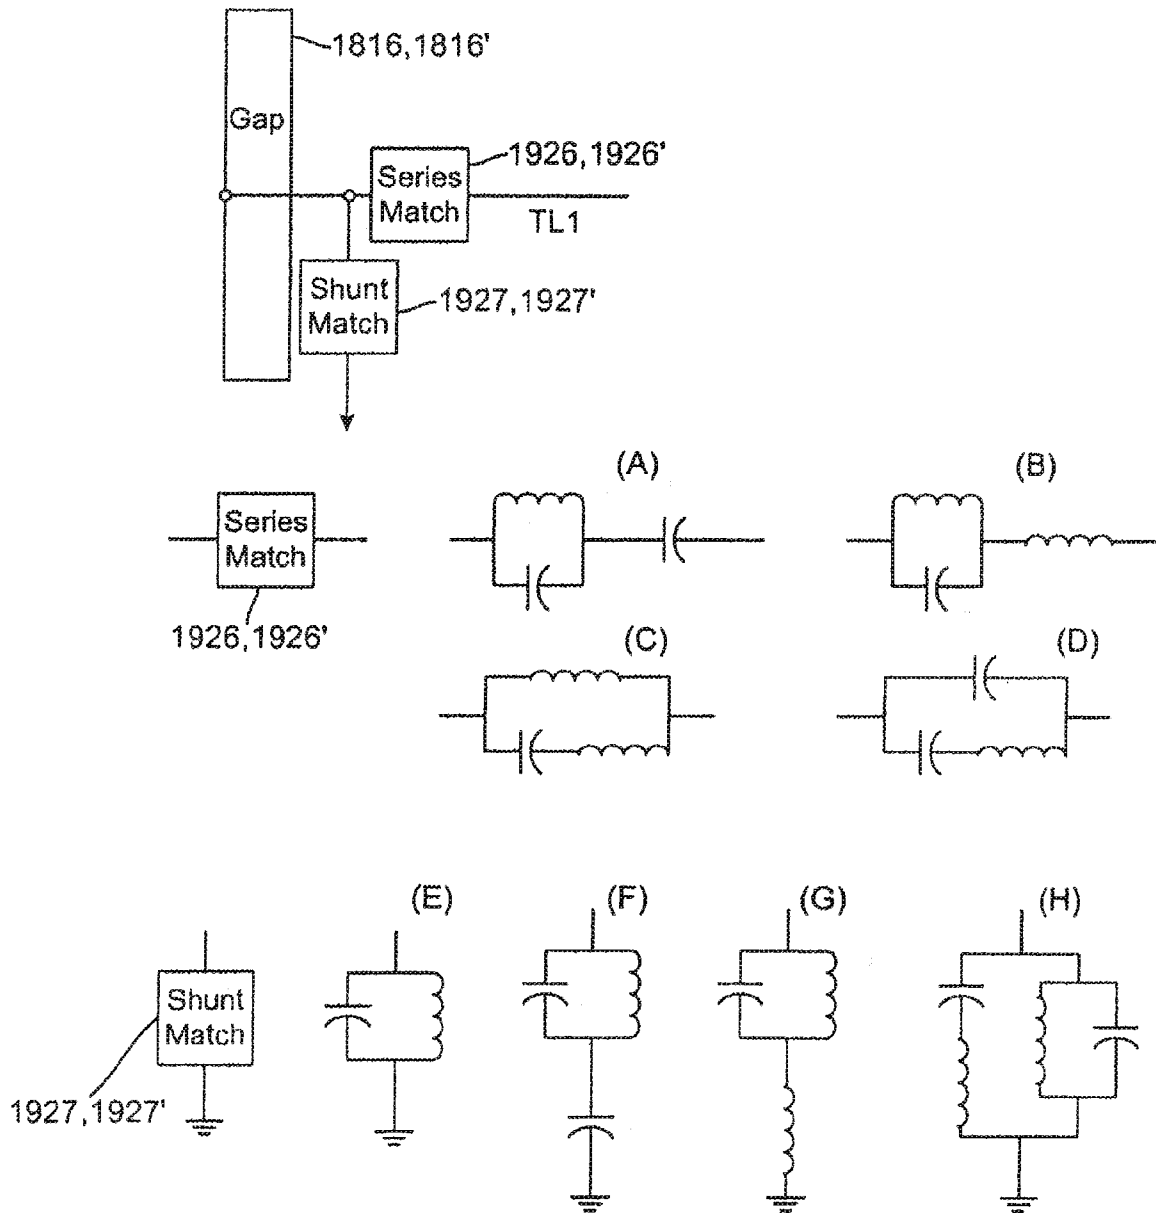 1816,1816'
Gap
1926,1926'
Series
Match
TL1
Shunt
Match
1927,1927'
(A)
(B)
Series
Match
1926,1926'
(C)
(D)
(E)
(F)
(G)
(H)
Shunt
Match
1927,1927'